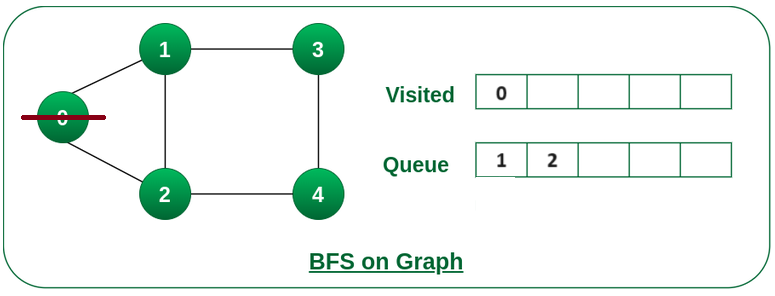 1 3
0
2 4
Visited 0
Queue 1 2
BFS on Graph